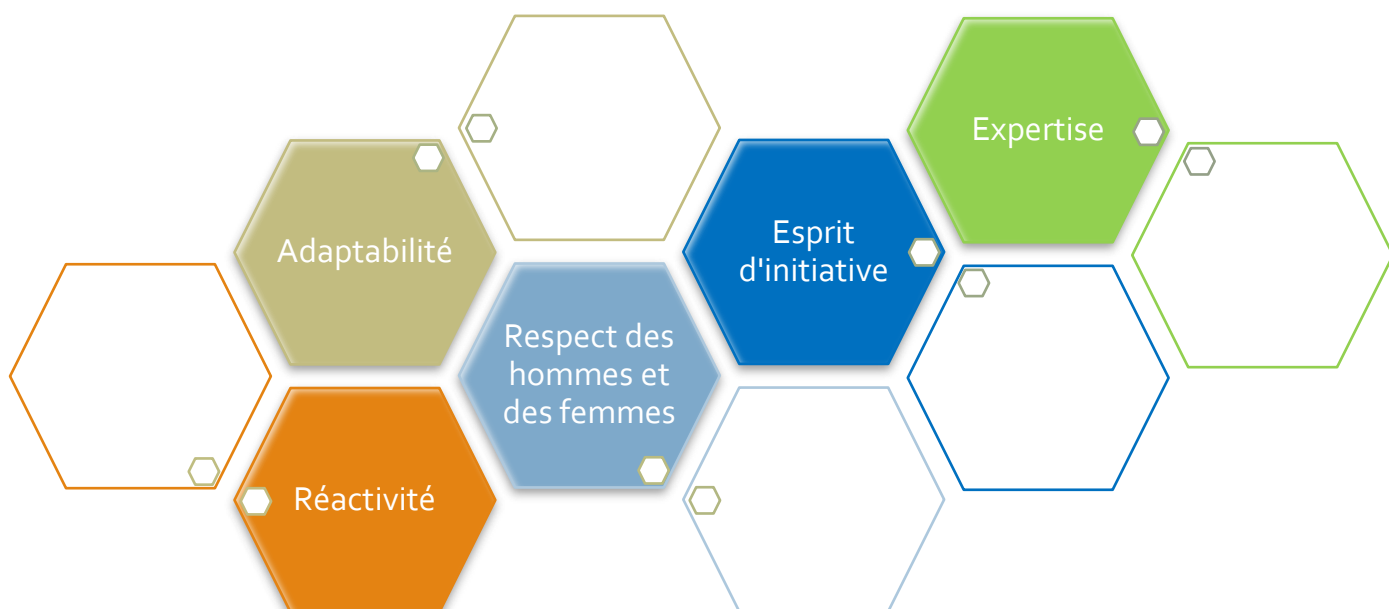 Expertise
Adaptabilité
Esprit
d'initiative
Respect des
hommes et
des femmes
Réactivité